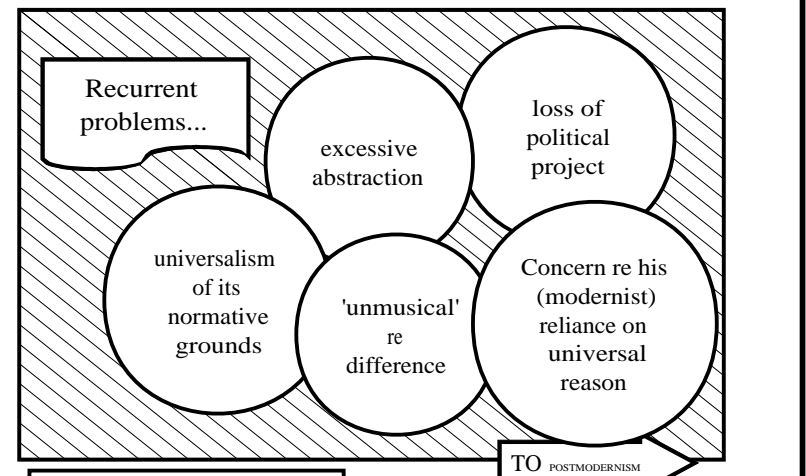 Recurrent
problems...
excessive
abstraction
loss of
political
project
universalism
of its
normative
grounds
'unmusical'
re
difference
Concern re his
(modernist)
reliance on
universal
reason
TO POSTMODERNISM